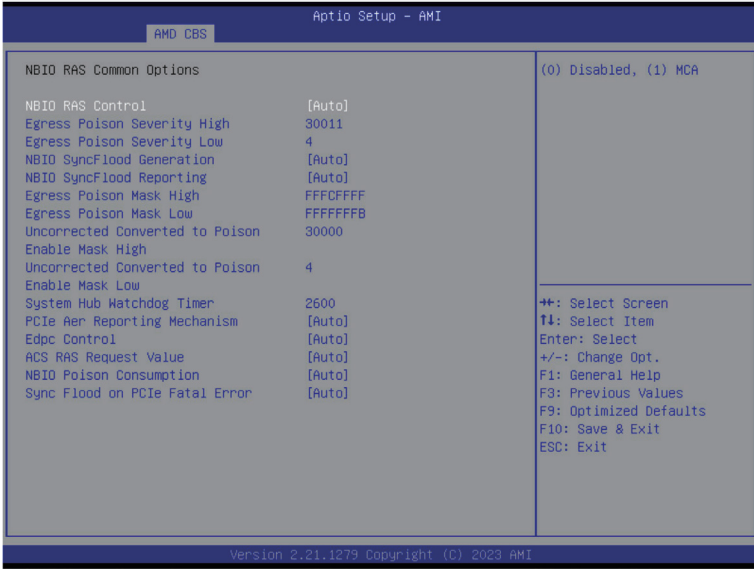 Aptio Setup - AMI
AMD CBS
NBIO RAS Common Options
(0) Disabled, (1) MCA
NBIO RAS Control [Auto]
Egress Poison Severity High 30011
Egress Poison Severity Low 4
NBIO SyncFlood Generation [Auto]
NBIO SyncFlood Reporting [Auto]
Egress Poison Mask High FFFCFFFF
Egress Poison Mask Low FFFFFFFB
Uncorrected Converted to Poison 30000
Enable Mask High
Uncorrected Converted to Poison 4
Enable Mask Low
System Hub Watchdog Timer 2600
PCIe Aer Reporting Mechanism [Auto]
Edpc Control [Auto]
ACS RAS Request Value [Auto]
NBIO Poison Consumption [Auto]
Sync Flood on PCIe Fatal Error [Auto]
→←: Select Screen
↑↓: Select Item
Enter: Select
+/-: Change Opt.
F1: General Help
F3: Previous Values
F9: Optimized Defaults
F10: Save & Exit
ESC: Exit
Version 2.21.1279 Copyright (C) 2023 AMI